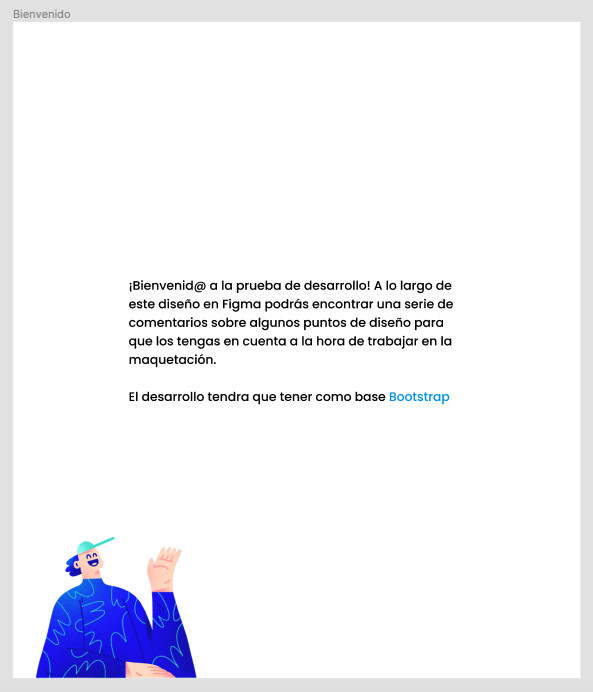 Bienvenido
¡Bienvenid@ a la prueba de desarrollo! A lo largo de
este diseño en Figma podrás encontrar una serie de
comentarios sobre algunos puntos de diseño para
que los tengas en cuenta a la hora de trabajar en la
maquetación.
El desarrollo tendra que tener como base Bootstrap